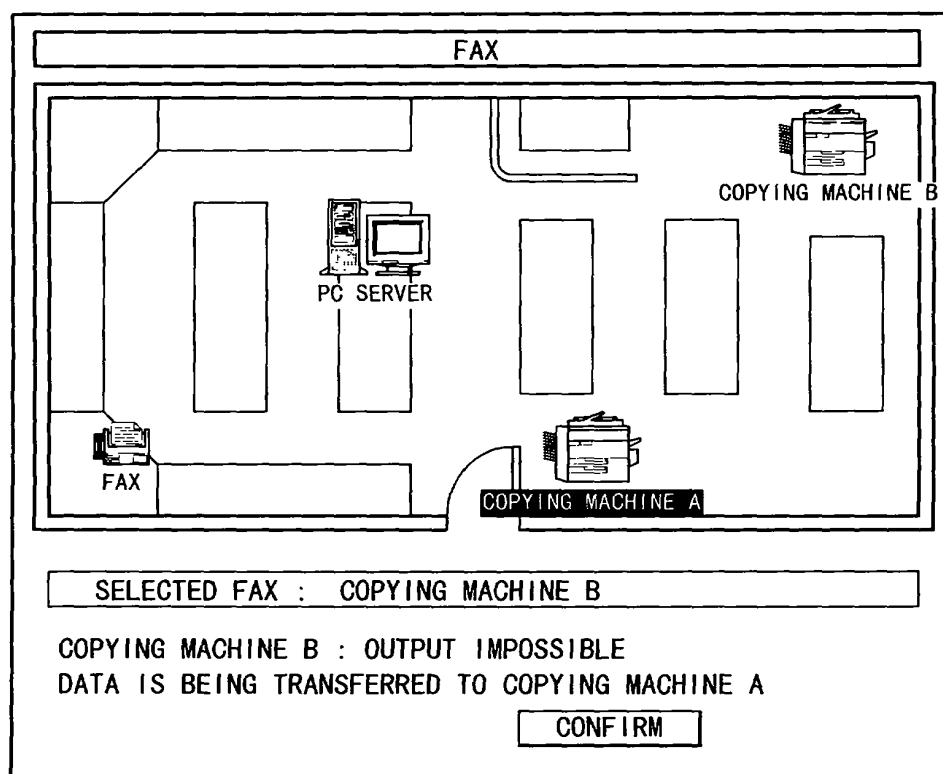 FAX
COPYING MACHINE B
PC SERVER
FAX
COPYING MACHINE A
SELECTED FAX : COPYING MACHINE B
COPYING MACHINE B : OUTPUT IMPOSSIBLE
DATA IS BEING TRANSFERRED TO COPYING MACHINE A
CONFIRM